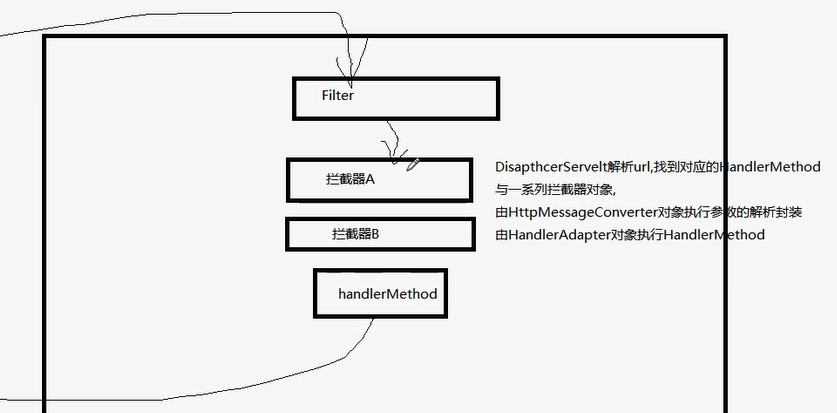 Filter
拦截器A
拦截器B
handlerMethod
DisapthcerServelt解析url,找到对应的HandlerMethod
与一系列拦截器对象,
由HttpMessageConverter对象执行参数的解析封装
由HandlerAdapter对象执行HandlerMethod